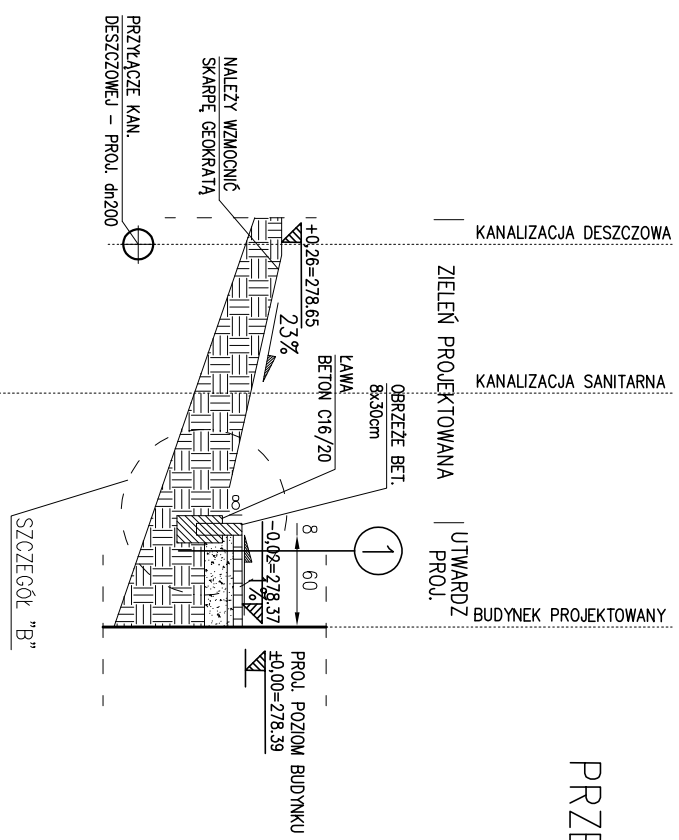 PRZE
KANALIZACJA DESZCZOWA
KANALIZACJA SANITARNA
BUDYNEK PROJEKTOWANY
ZIELEŃ PROJEKTOWANA
UTWARDZ
PROJ.
1
OBRZEŻE BET.
8x30cm
ŁAWA
BETON C16/20
+0,26=278.65
23%
8
60
8
-0,02=278.37
PROJ. POZIOM BUDYNKU
±0,00=278.39
NALEŻY WZMOCNIĆ
SKARPĘ GEOKRATĄ
PRZYŁĄCZE KAN.
DESZCZOWEJ - PROJ. dn200
SZCZEGÓŁ "B"